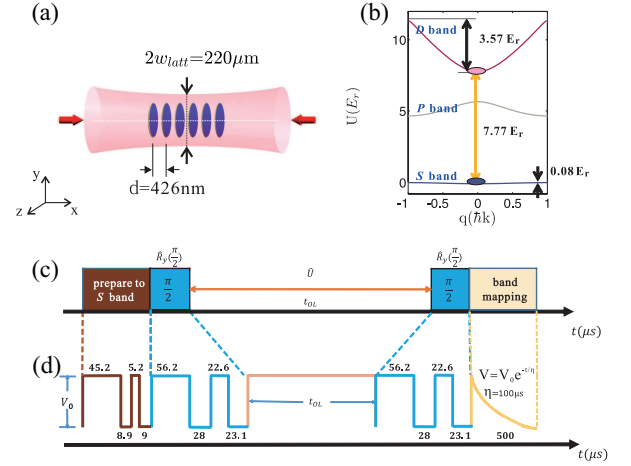 (a)
2w_latt=220μm
d=426nm
y
z
x
(b)
U(E_r)
10
5
0
D band
3.57 E_r
P band
7.77 E_r
S band
0.08 E_r
-1
-0.5
0
0.5
1
q(ℏk)
(c)
prepare to
S band
R̂_y(π/2)
π/2
Û
t_OL
R̂_y(π/2)
π/2
band
mapping
t(μs)
(d)
V_0
45.2
5.2
8.9
9
56.2
22.6
28
23.1
t_OL
56.2
22.6
28
23.1
V=V_0e^{-t/η}
η=100μs
500
t(μs)